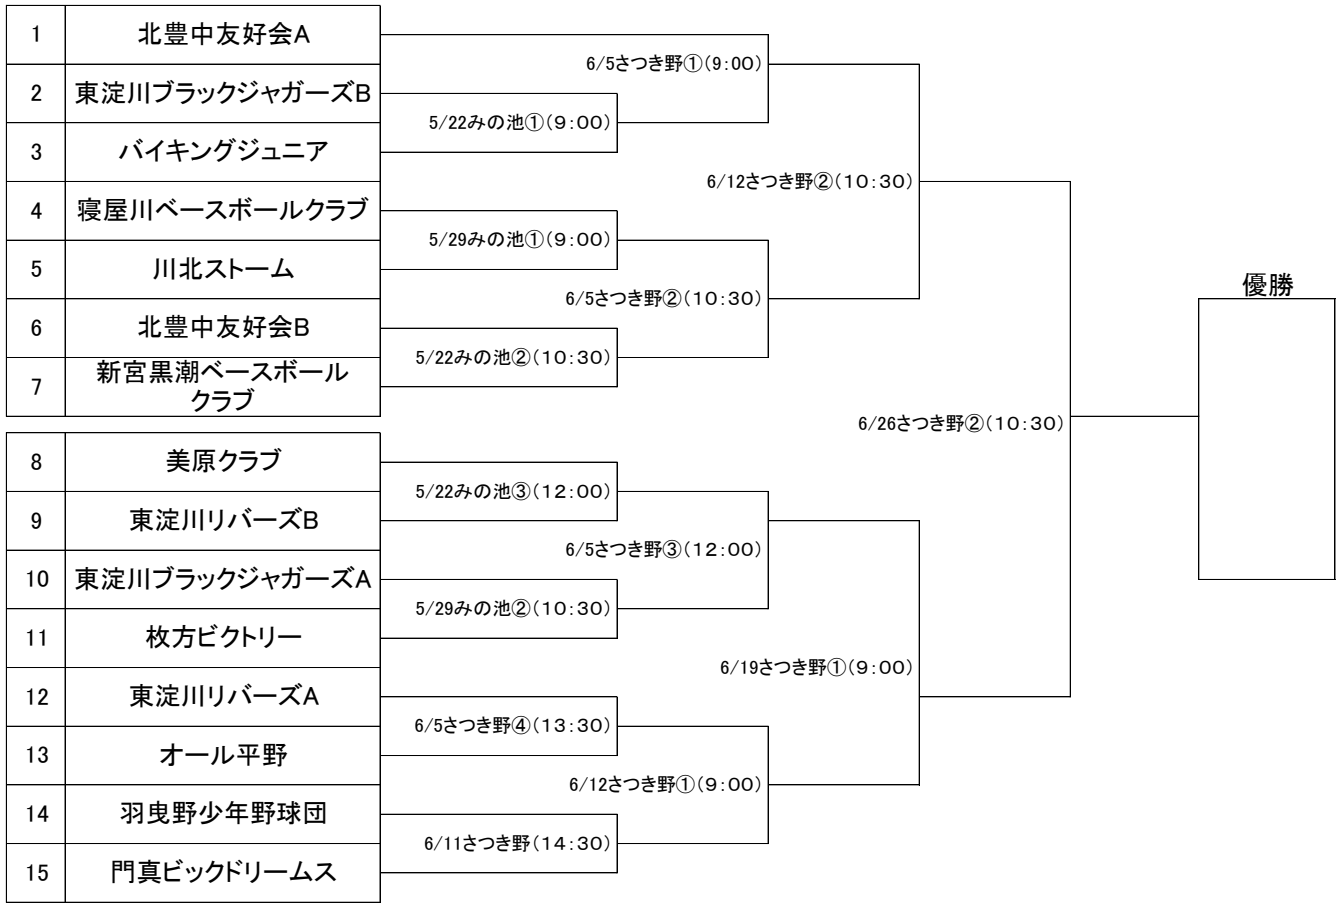 1 北豊中友好会A
6/5さつき野①(9:00)
2 東淀川ブラックジャガーズB
5/22みの池①(9:00)
3 バイキングジュニア
6/12さつき野②(10:30)
4 寝屋川ベースボールクラブ
5/29みの池①(9:00)
5 川北ストーム
優勝
6/5さつき野②(10:30)
6 北豊中友好会B
5/22みの池②(10:30)
7 新宮黒潮ベースボール
クラブ
6/26さつき野②(10:30)
8 美原クラブ
5/22みの池③(12:00)
9 東淀川リバーズB
6/5さつき野③(12:00)
10 東淀川ブラックジャガーズA
5/29みの池②(10:30)
11 枚方ビクトリー
6/19さつき野①(9:00)
12 東淀川リバーズA
6/5さつき野④(13:30)
13 オール平野
6/12さつき野①(9:00)
14 羽曳野少年野球団
6/11さつき野(14:30)
15 門真ビックドリームス